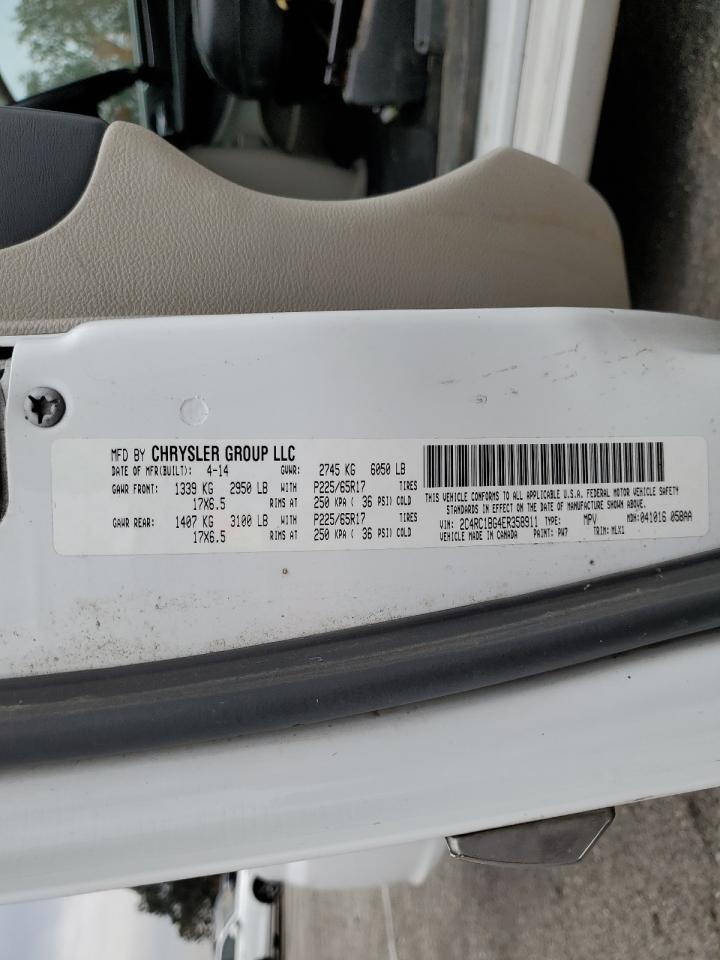 MFD BY CHRYSLER GROUP LLC
DATE OF MFR(BUILT): 4-14 GVWR: 2745 KG 6050 LB
GAWR FRONT: 1339 KG 2950 LB WITH P225/65R17 TIRES
17X6.5 RIMS AT 250 KPA ( 36 PSI) COLD
GAWR REAR: 1407 KG 3100 LB WITH P225/65R17 TIRES
17X6.5 RIMS AT 250 KPA ( 36 PSI) COLD
THIS VEHICLE CONFORMS TO ALL APPLICABLE U.S.A. FEDERAL MOTOR VEHICLE SAFETY
STANDARDS IN EFFECT ON THE DATE OF MANUFACTURE SHOWN ABOVE.
VIN: 2C4RC1BG4ER358911 TYPE: MPV MDH:041016 058AA
VEHICLE MADE IN CANADA PAINT: PW7 TRIM: MLX1